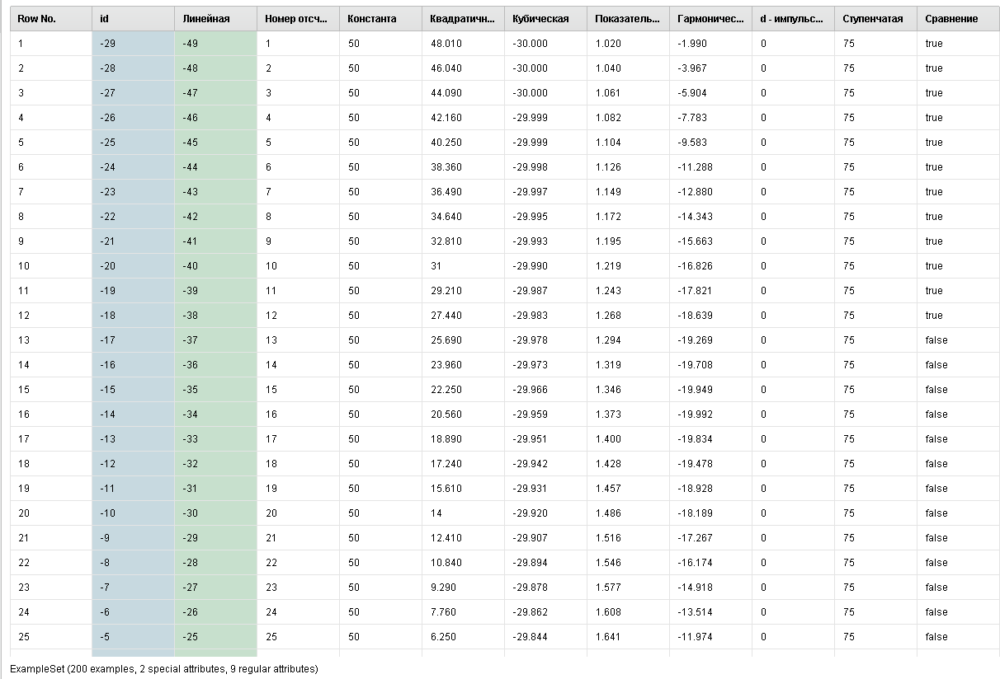 Row No. id Линейная Номер отсч... Константа Квадратичн... Кубическая Показатель... Гармоничес... d - импульс... Ступенчатая Сравнение
1 -29 -49 1 50 48.010 -30.000 1.020 -1.990 0 75 true
2 -28 -48 2 50 46.040 -30.000 1.040 -3.967 0 75 true
3 -27 -47 3 50 44.090 -30.000 1.061 -5.904 0 75 true
4 -26 -46 4 50 42.160 -29.999 1.082 -7.783 0 75 true
5 -25 -45 5 50 40.250 -29.999 1.104 -9.583 0 75 true
6 -24 -44 6 50 38.360 -29.998 1.126 -11.288 0 75 true
7 -23 -43 7 50 36.490 -29.997 1.149 -12.880 0 75 true
8 -22 -42 8 50 34.640 -29.995 1.172 -14.343 0 75 true
9 -21 -41 9 50 32.810 -29.993 1.195 -15.663 0 75 true
10 -20 -40 10 50 31 -29.990 1.219 -16.826 0 75 true
11 -19 -39 11 50 29.210 -29.987 1.243 -17.821 0 75 true
12 -18 -38 12 50 27.440 -29.983 1.268 -18.639 0 75 true
13 -17 -37 13 50 25.690 -29.978 1.294 -19.269 0 75 false
14 -16 -36 14 50 23.960 -29.973 1.319 -19.708 0 75 false
15 -15 -35 15 50 22.250 -29.966 1.346 -19.949 0 75 false
16 -14 -34 16 50 20.560 -29.959 1.373 -19.992 0 75 false
17 -13 -33 17 50 18.890 -29.951 1.400 -19.834 0 75 false
18 -12 -32 18 50 17.240 -29.942 1.428 -19.478 0 75 false
19 -11 -31 19 50 15.610 -29.931 1.457 -18.928 0 75 false
20 -10 -30 20 50 14 -29.920 1.486 -18.189 0 75 false
21 -9 -29 21 50 12.410 -29.907 1.516 -17.267 0 75 false
22 -8 -28 22 50 10.840 -29.894 1.546 -16.174 0 75 false
23 -7 -27 23 50 9.290 -29.878 1.577 -14.918 0 75 false
24 -6 -26 24 50 7.760 -29.862 1.608 -13.514 0 75 false
25 -5 -25 25 50 6.250 -29.844 1.641 -11.974 0 75 false
ExampleSet (200 examples, 2 special attributes, 9 regular attributes)